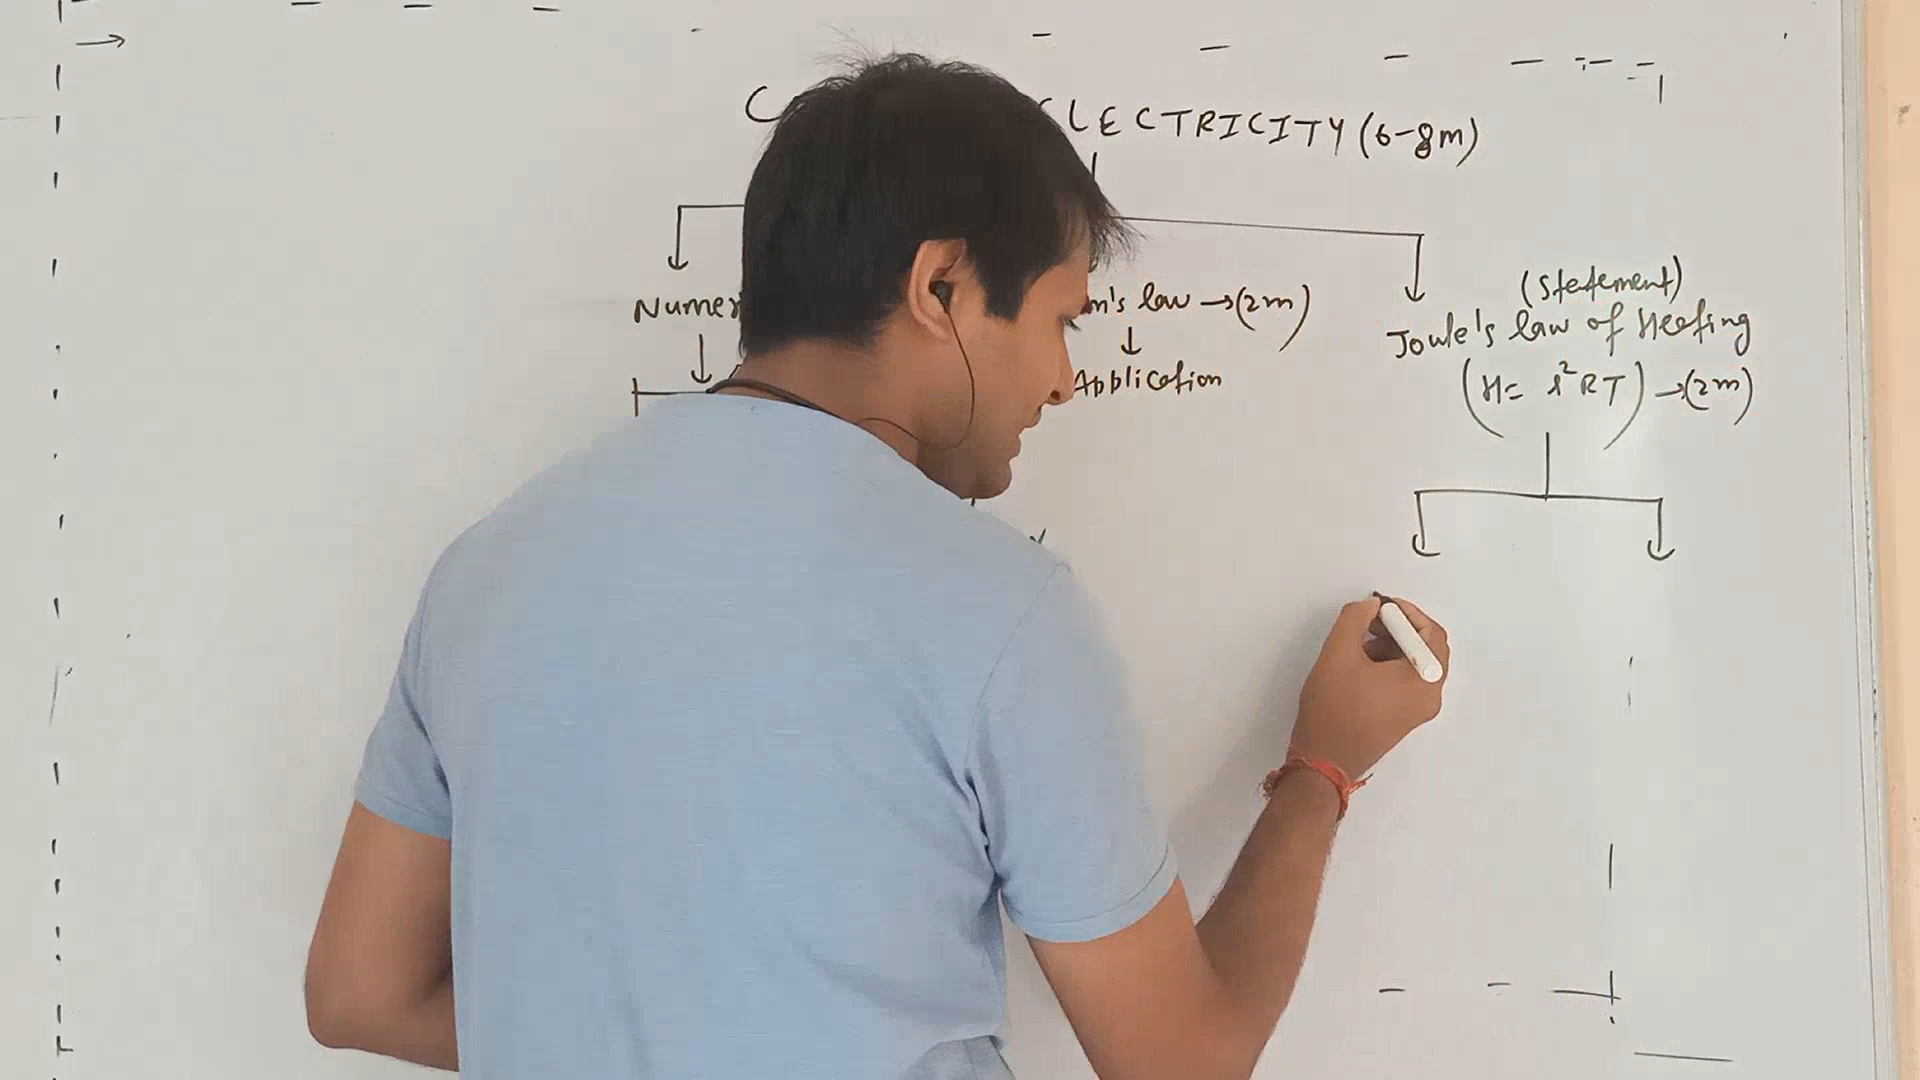 C LECTRICITY (6-8m)
Numer
m's law → (2m)
↓
Application
(Statement)
Joule's law of Heating
(H = I²RT) → (2m)